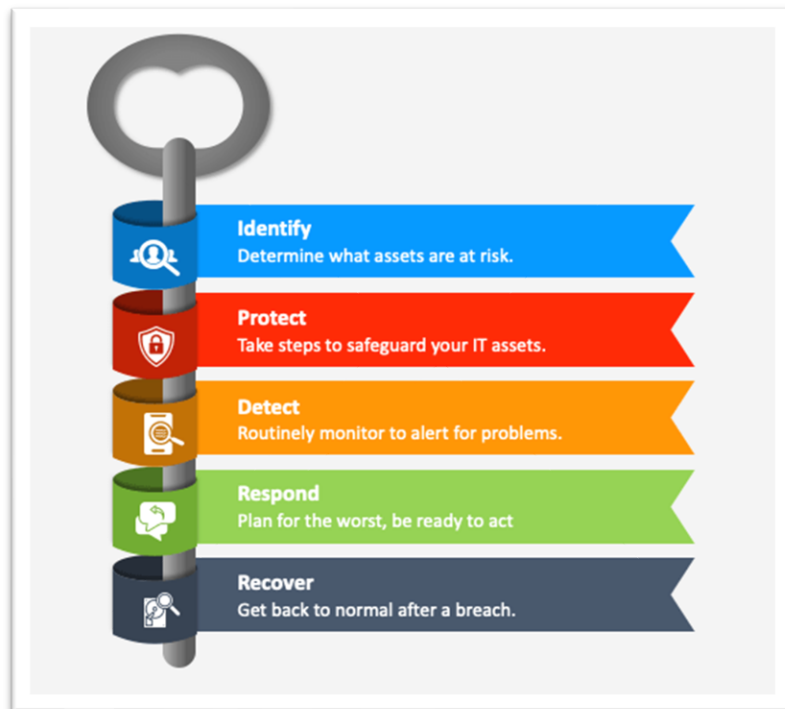 Identify
Determine what assets are at risk.
Protect
Take steps to safeguard your IT assets.
Detect
Routinely monitor to alert for problems.
Respond
Plan for the worst, be ready to act
Recover
Get back to normal after a breach.